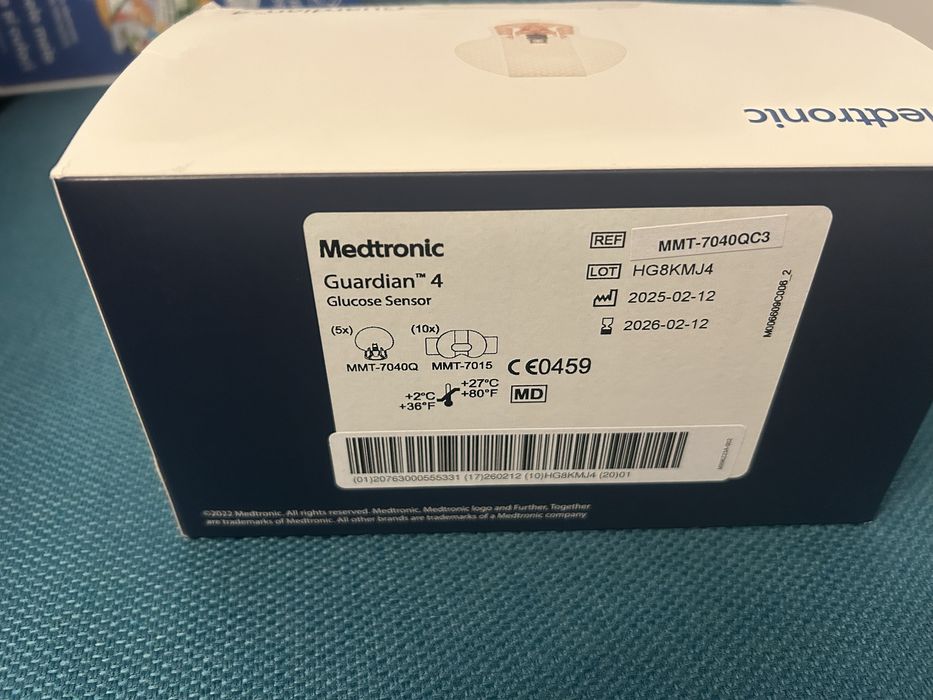 Medtronic
Medtronic
Guardian™ 4
Glucose Sensor
REF MMT-7040QC3
LOT HG8KMJ4
2025-02-12
2026-02-12
(5x)
MMT-7040Q
(10x)
MMT-7015
CE0459
+2°C
+36°F
+27°C
+80°F
MD
M006609C006_2
(01)20763000555331 (17)260212 (10)HG8KMJ4 (20)01
©2022 Medtronic. All rights reserved. Medtronic, Medtronic logo and Further, Together
are trademarks of Medtronic. All other brands are trademarks of a Medtronic company.